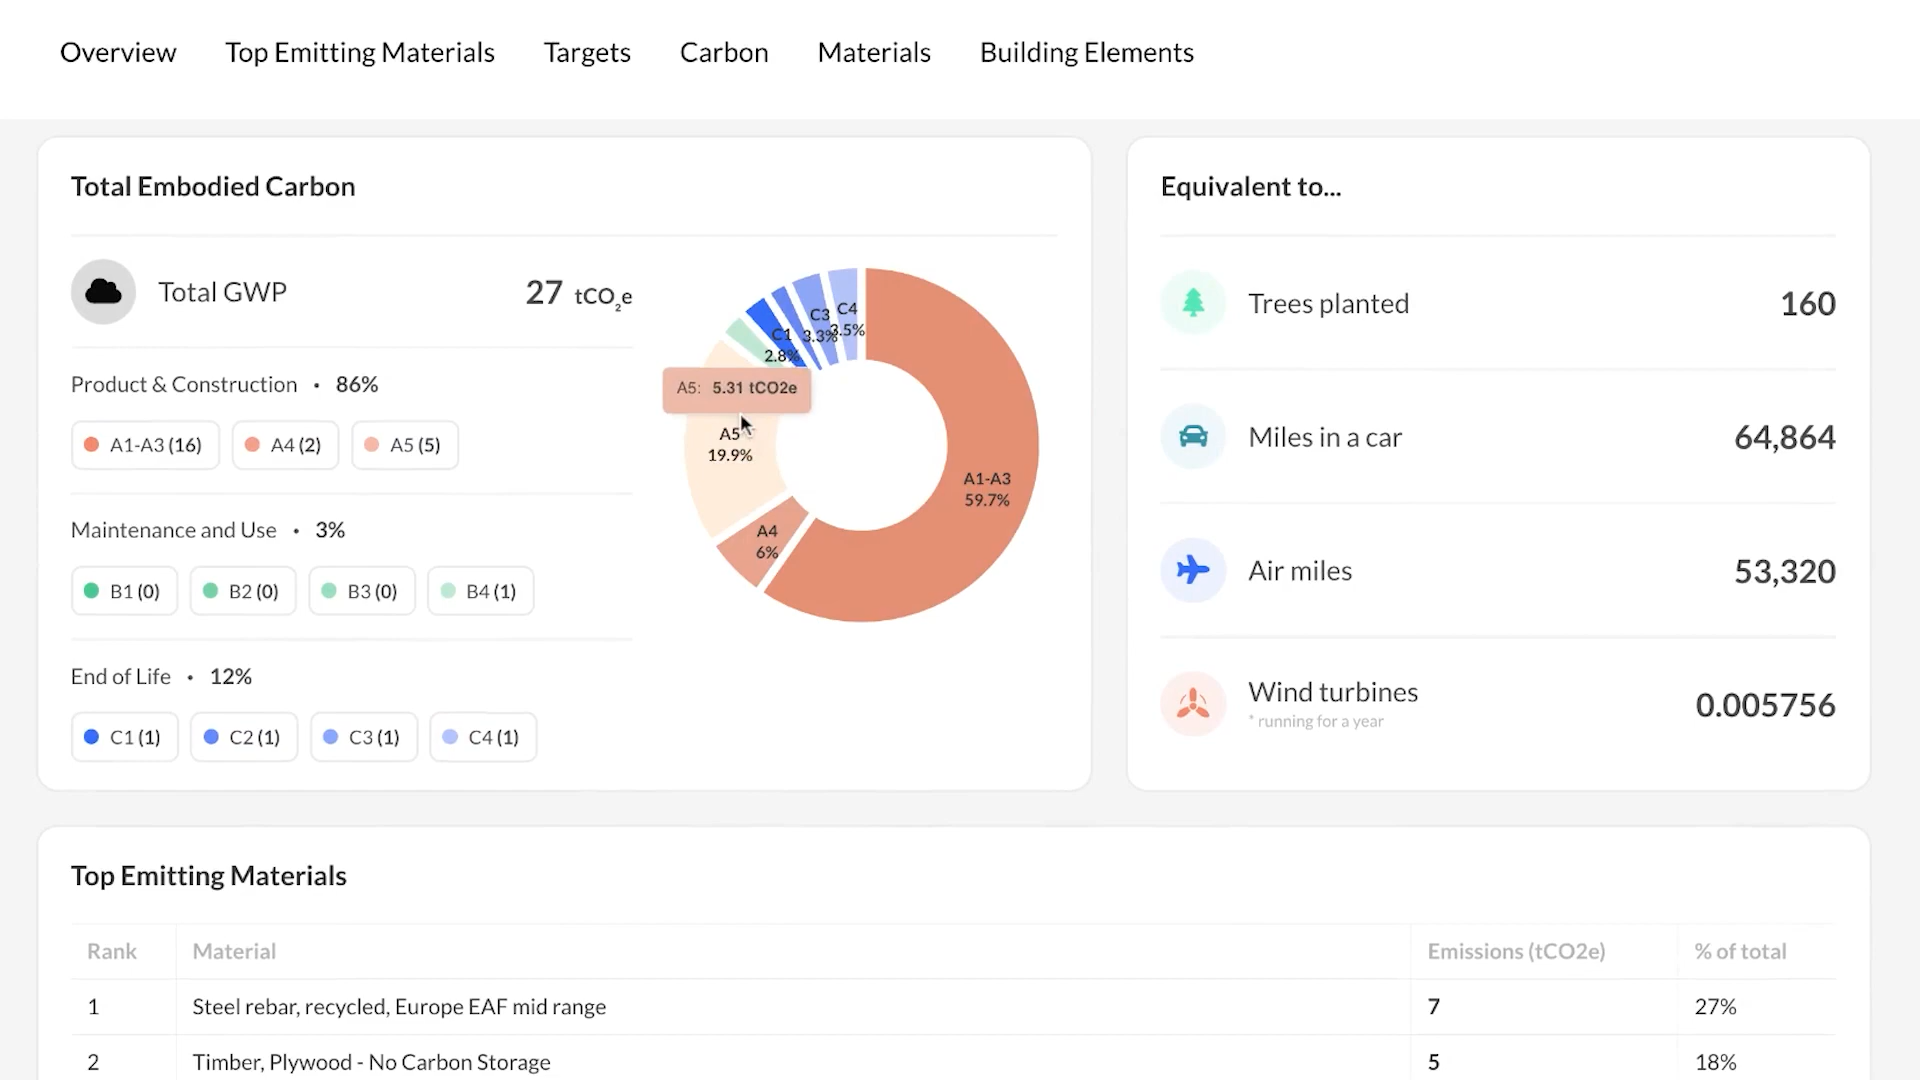 Overview Top Emitting Materials Targets Carbon Materials Building Elements
Total Embodied Carbon
Total GWP 27 tCO2e
Product & Construction • 86%
A1-A3 (16) A4 (2) A5 (5)
Maintenance and Use • 3%
B1 (0) B2 (0) B3 (0) B4 (1)
End of Life • 12%
C1 (1) C2 (1) C3 (1) C4 (1)
C4
3.5%
C3
3.3%
C1
2.8%
A5: 5.31 tCO2e
A5
19.9%
A4
6%
A1-A3
59.7%
Equivalent to...
Trees planted 160
Miles in a car 64,864
Air miles 53,320
Wind turbines 0.005756
* running for a year
Top Emitting Materials
Rank Material Emissions (tCO2e) % of total
1 Steel rebar, recycled, Europe EAF mid range 7 27%
2 Timber, Plywood - No Carbon Storage 5 18%